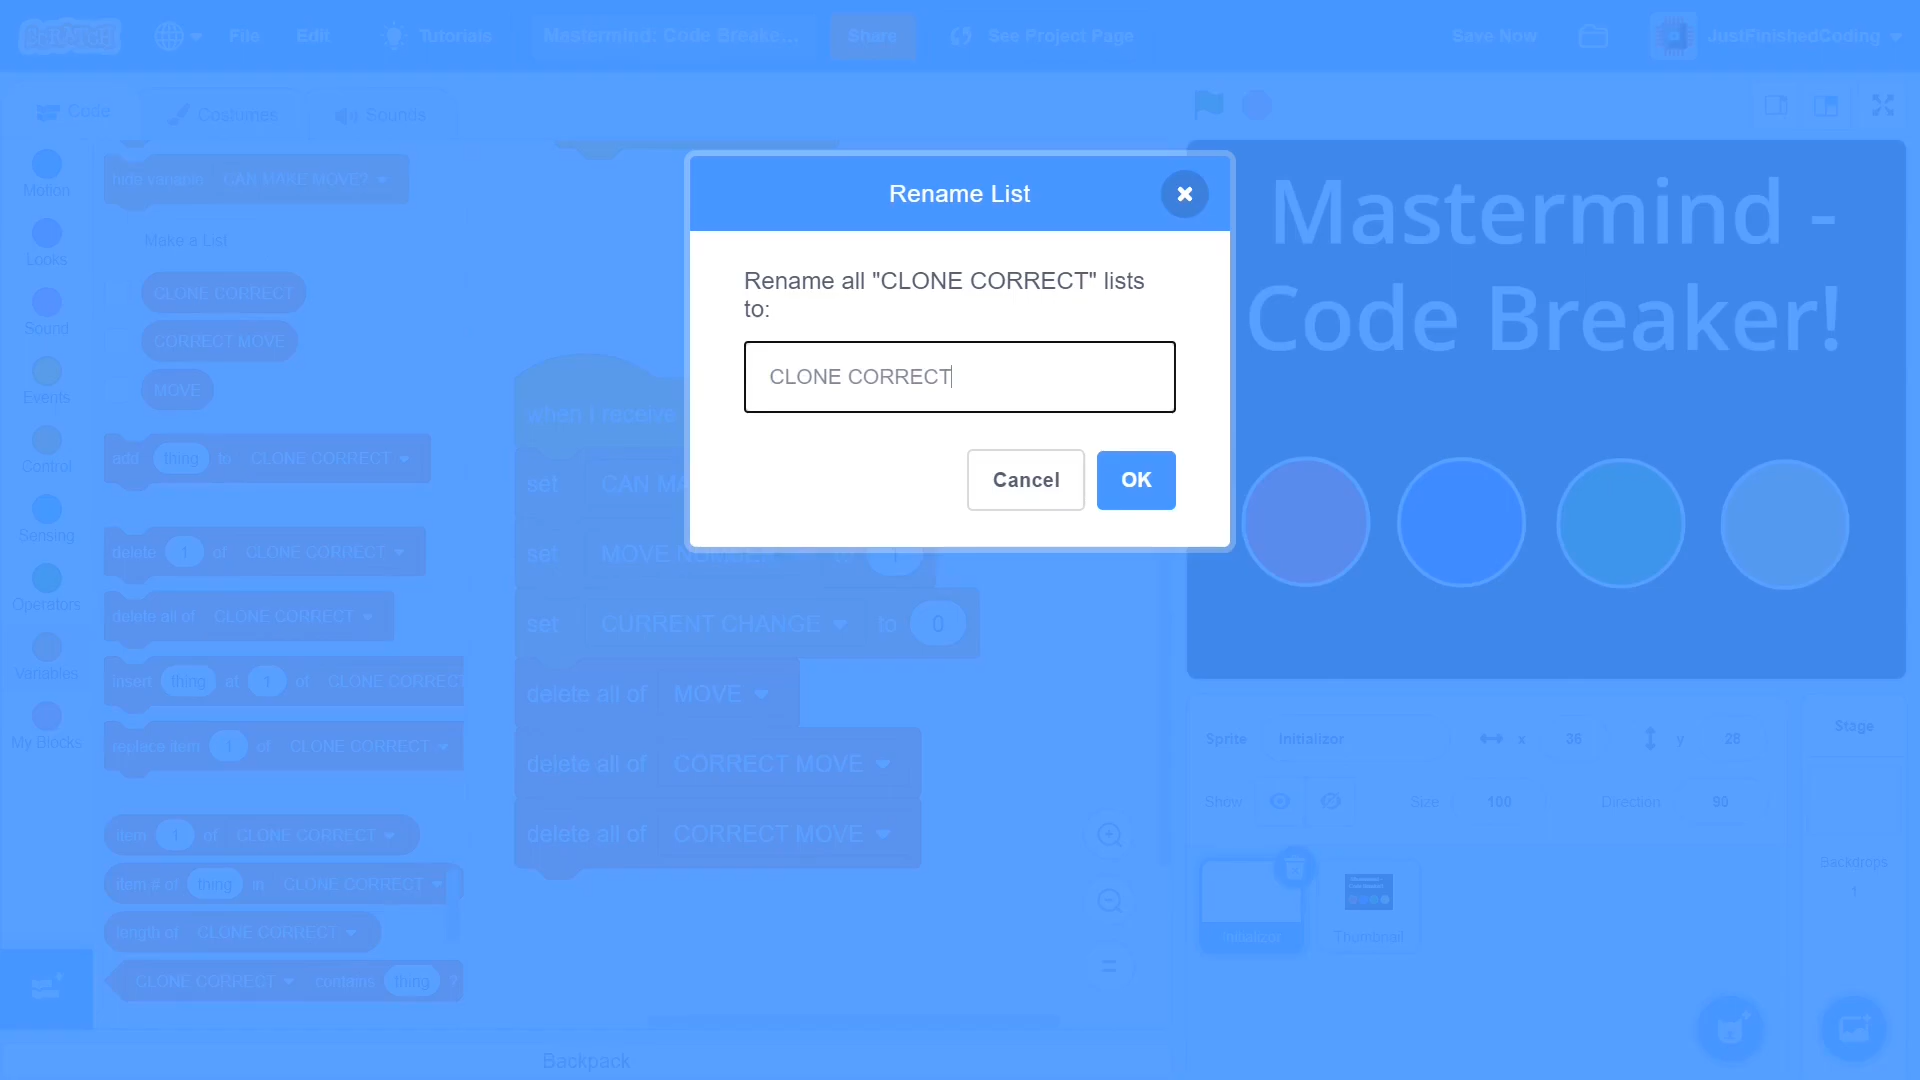 SCRATCH
File
Edit
Tutorials
Mastermind: Code Breake...
Share
See Project Page
Save Now
JustFinishedCoding
Code
Costumes
Sounds
Motion
Looks
Sound
Events
Control
Sensing
Operators
Variables
My Blocks
hide variable CAN MAKE MOVE?
Make a List
CLONE CORRECT
CORRECT MOVE
MOVE
add thing to CLONE CORRECT
delete 1 of CLONE CORRECT
delete all of CLONE CORRECT
insert thing at 1 of CLONE CORRECT
replace item 1 of CLONE CORRECT
item 1 of CLONE CORRECT
item # of thing in CLONE CORRECT
length of CLONE CORRECT
CLONE CORRECT contains thing ?
when I receive
set CAN MA
set MOVE NUMBER to 1
set CURRENT CHANGE to 0
delete all of MOVE
delete all of CORRECT MOVE
delete all of CORRECT MOVE
Backpack
Rename List
Rename all "CLONE CORRECT" lists
to:
CLONE CORRECT
Cancel
OK
Mastermind -
Code Breaker!
Sprite Initializor x 36 y 28
Show Size 100 Direction 90
Initializor
Thumbnail
Stage
Backdrops
1